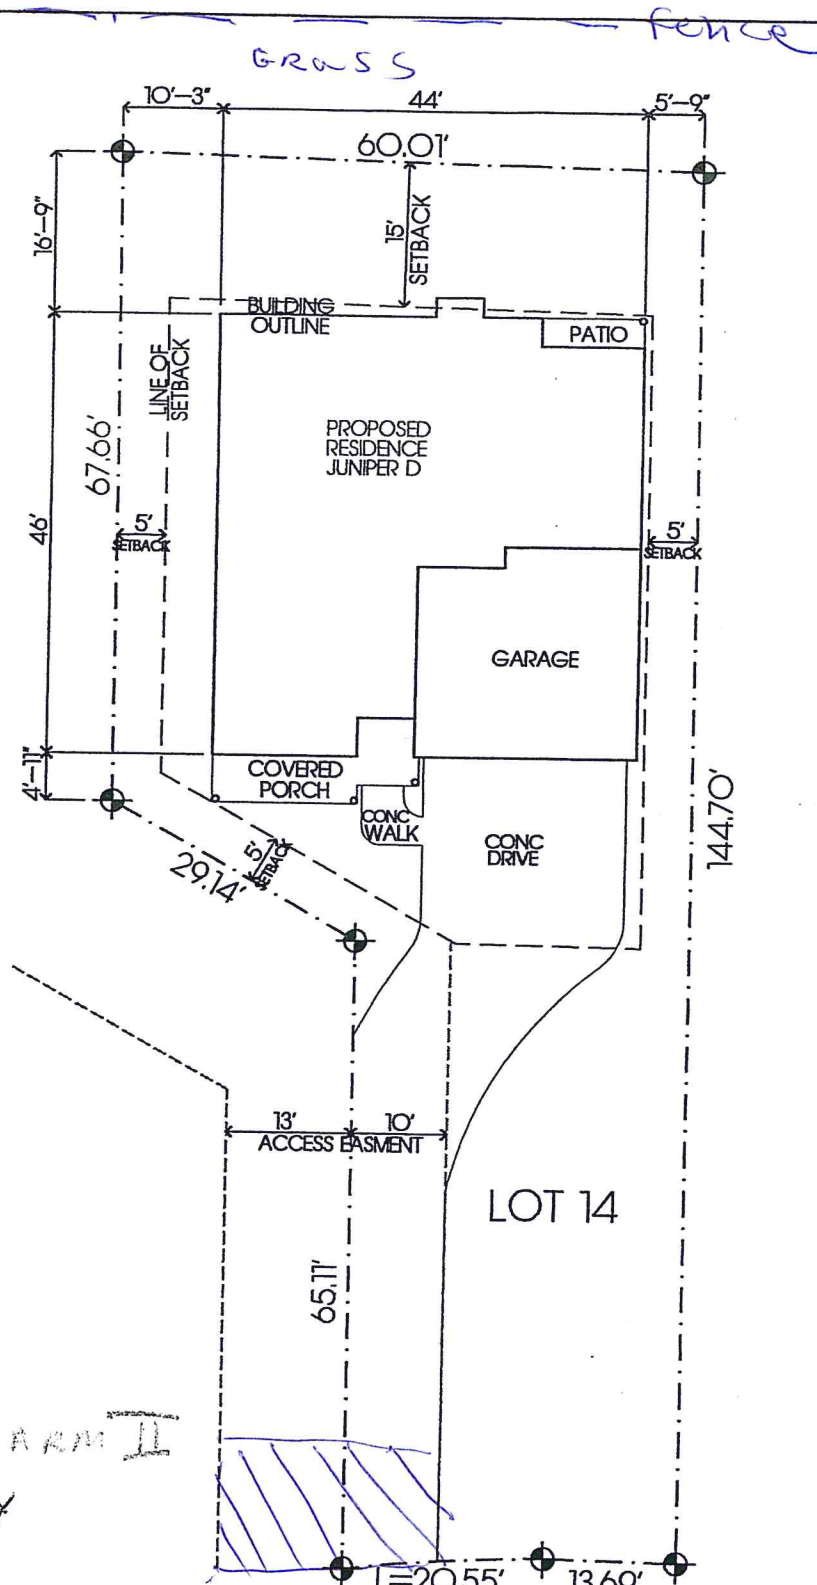 fence
GRASS
10'-3"
44'
5'-9"
60.01'
16'-9"
15'
SETBACK
BUILDING
OUTLINE
PATIO
LINE OF
SETBACK
PROPOSED
RESIDENCE
JUNIPER D
67.66'
46'
5'
SETBACK
5'
SETBACK
GARAGE
4'-11"
COVERED
PORCH
CONC
WALK
CONC
DRIVE
144.70'
5'
SETBACK
29.14'
13'
10'
ACCESS EASMENT
LOT 14
65.11'
ARM II
L=20.55'
13.69'